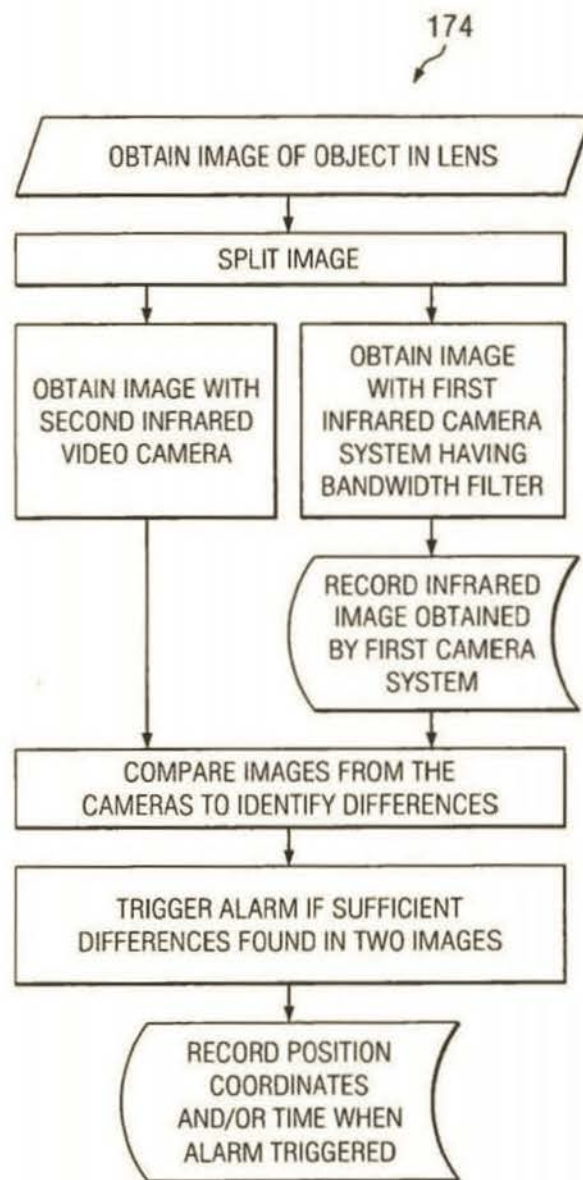 174
OBTAIN IMAGE OF OBJECT IN LENS
SPLIT IMAGE
OBTAIN IMAGE WITH
SECOND INFRARED
VIDEO CAMERA
OBTAIN IMAGE
WITH FIRST
INFRARED CAMERA
SYSTEM HAVING
BANDWIDTH FILTER
RECORD INFRARED
IMAGE OBTAINED
BY FIRST CAMERA
SYSTEM
COMPARE IMAGES FROM THE
CAMERAS TO IDENTIFY DIFFERENCES
TRIGGER ALARM IF SUFFICIENT
DIFFERENCES FOUND IN TWO IMAGES
RECORD POSITION
COORDINATES
AND/OR TIME WHEN
ALARM TRIGGERED